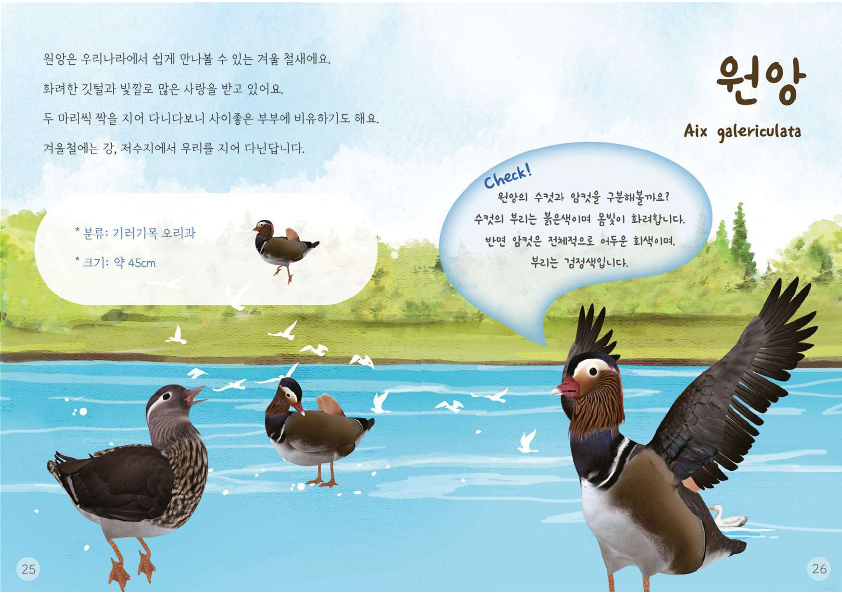 원앙은 우리나라에서 쉽게 만나볼 수 있는 겨울 철새에요.
화려한 깃털과 빛깔로 많은 사랑을 받고 있어요.
두 마리씩 짝을 지어 다니다보니 사이좋은 부부에 비유하기도 해요.
겨울철에는 강, 저수지에서 무리를 지어 다닌답니다.
* 분류: 기러기목 오리과
* 크기: 약 45cm
원앙
Aix galericulata
Check!
원앙의 수컷과 암컷을 구분해볼까요?
수컷의 부리는 붉은색이며 몸빛이 화려합니다.
반면 암컷은 전체적으로 어두운 회색이며,
부리는 검정색입니다.
25
26